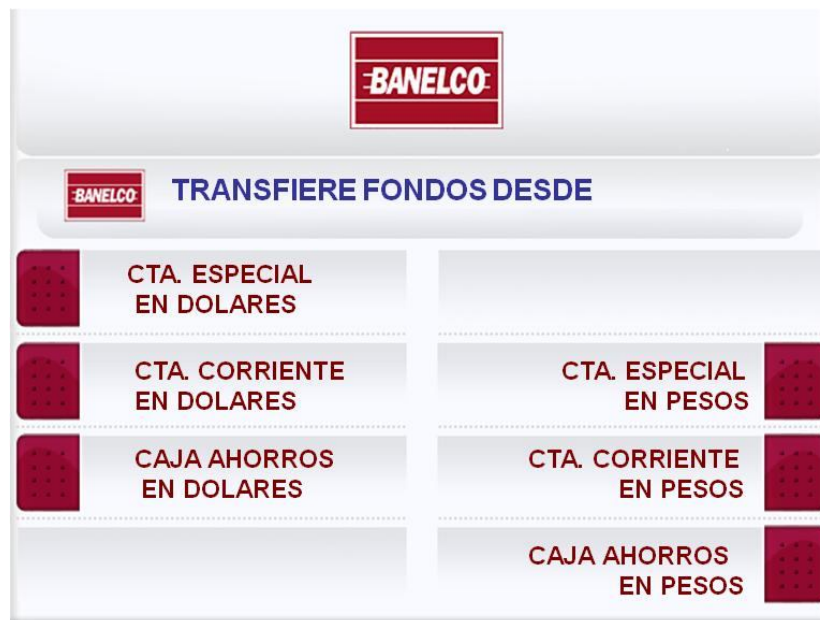 BANELCO
BANELCO
TRANSFIERE FONDOS DESDE
CTA. ESPECIAL
EN DOLARES
CTA. CORRIENTE
EN DOLARES
CTA. ESPECIAL
EN PESOS
CAJA AHORROS
EN DOLARES
CTA. CORRIENTE
EN PESOS
CAJA AHORROS
EN PESOS